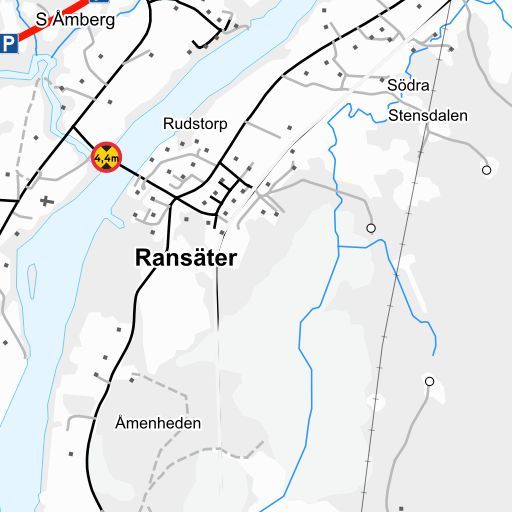 S Åmberg
P
Södra
Stensdalen
Rudstorp
4,4m
Ransäter
Åmenheden